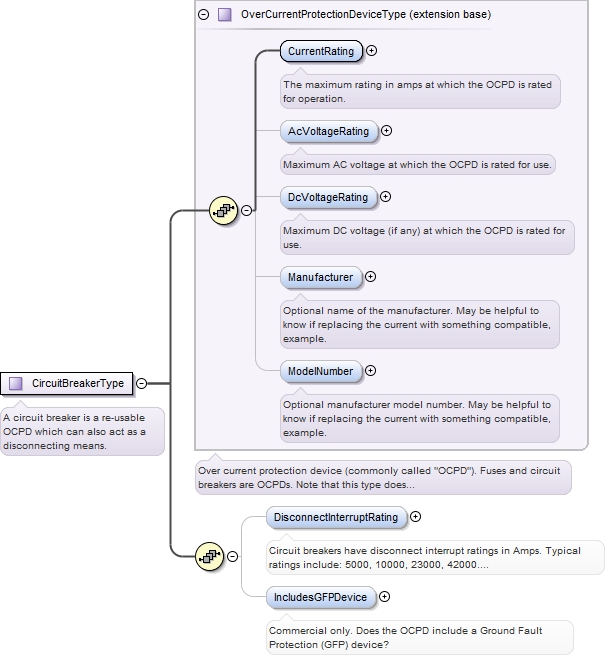 OverCurrentProtectionDeviceType (extension base)
CurrentRating
The maximum rating in amps at which the OCPD is rated
for operation.
AcVoltageRating
Maximum AC voltage at which the OCPD is rated for use.
DcVoltageRating
Maximum DC voltage (if any) at which the OCPD is rated for
use.
Manufacturer
Optional name of the manufacturer. May be helpful to
know if replacing the current with something compatible,
example.
ModelNumber
Optional manufacturer model number. May be helpful to
know if replacing the current with something compatible,
example.
CircuitBreakerType
A circuit breaker is a re-usable
OCPD which can also act as a
disconnecting means.
Over current protection device (commonly called "OCPD"). Fuses and circuit
breakers are OCPDs. Note that this type does...
DisconnectInterruptRating
Circuit breakers have disconnect interrupt ratings in Amps. Typical
ratings include: 5000, 10000, 23000, 42000....
IncludesGFPDevice
Commercial only. Does the OCPD include a Ground Fault
Protection (GFP) device?